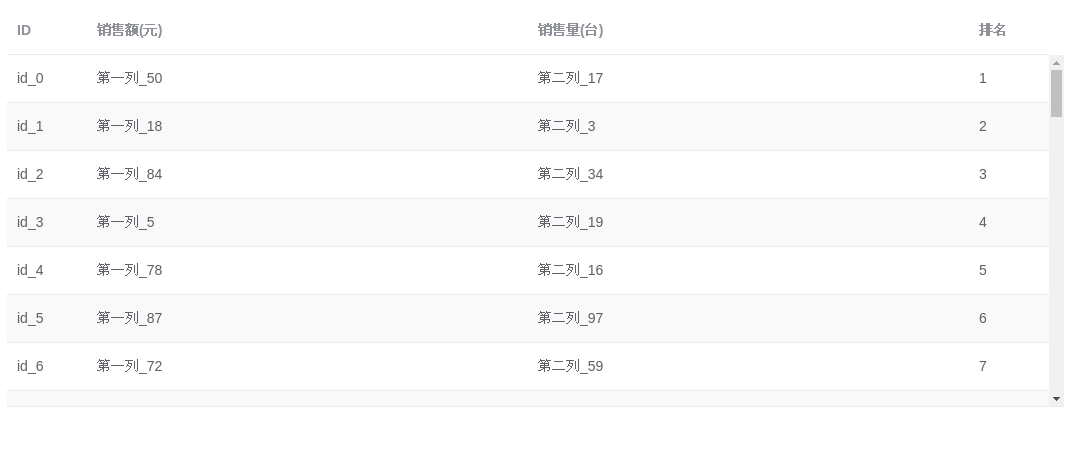 ID 销售额(元) 销售量(台) 排名
id_0 第一列_50 第二列_17 1
id_1 第一列_18 第二列_3 2
id_2 第一列_84 第二列_34 3
id_3 第一列_5 第二列_19 4
id_4 第一列_78 第二列_16 5
id_5 第一列_87 第二列_97 6
id_6 第一列_72 第二列_59 7